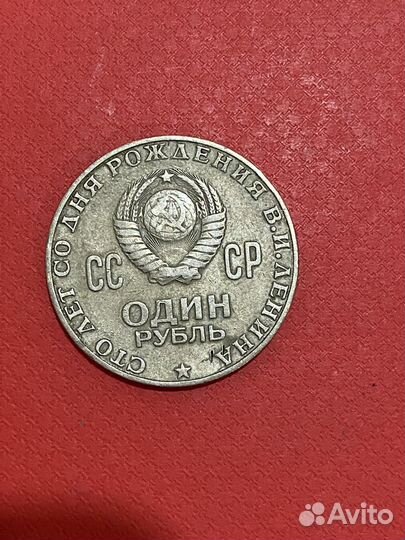 СТО ЛЕТ СО ДНЯ РОЖДЕНИЯ В.И.ЛЕНИНА
СС СР
ОДИН
РУБЛЬ
Avito